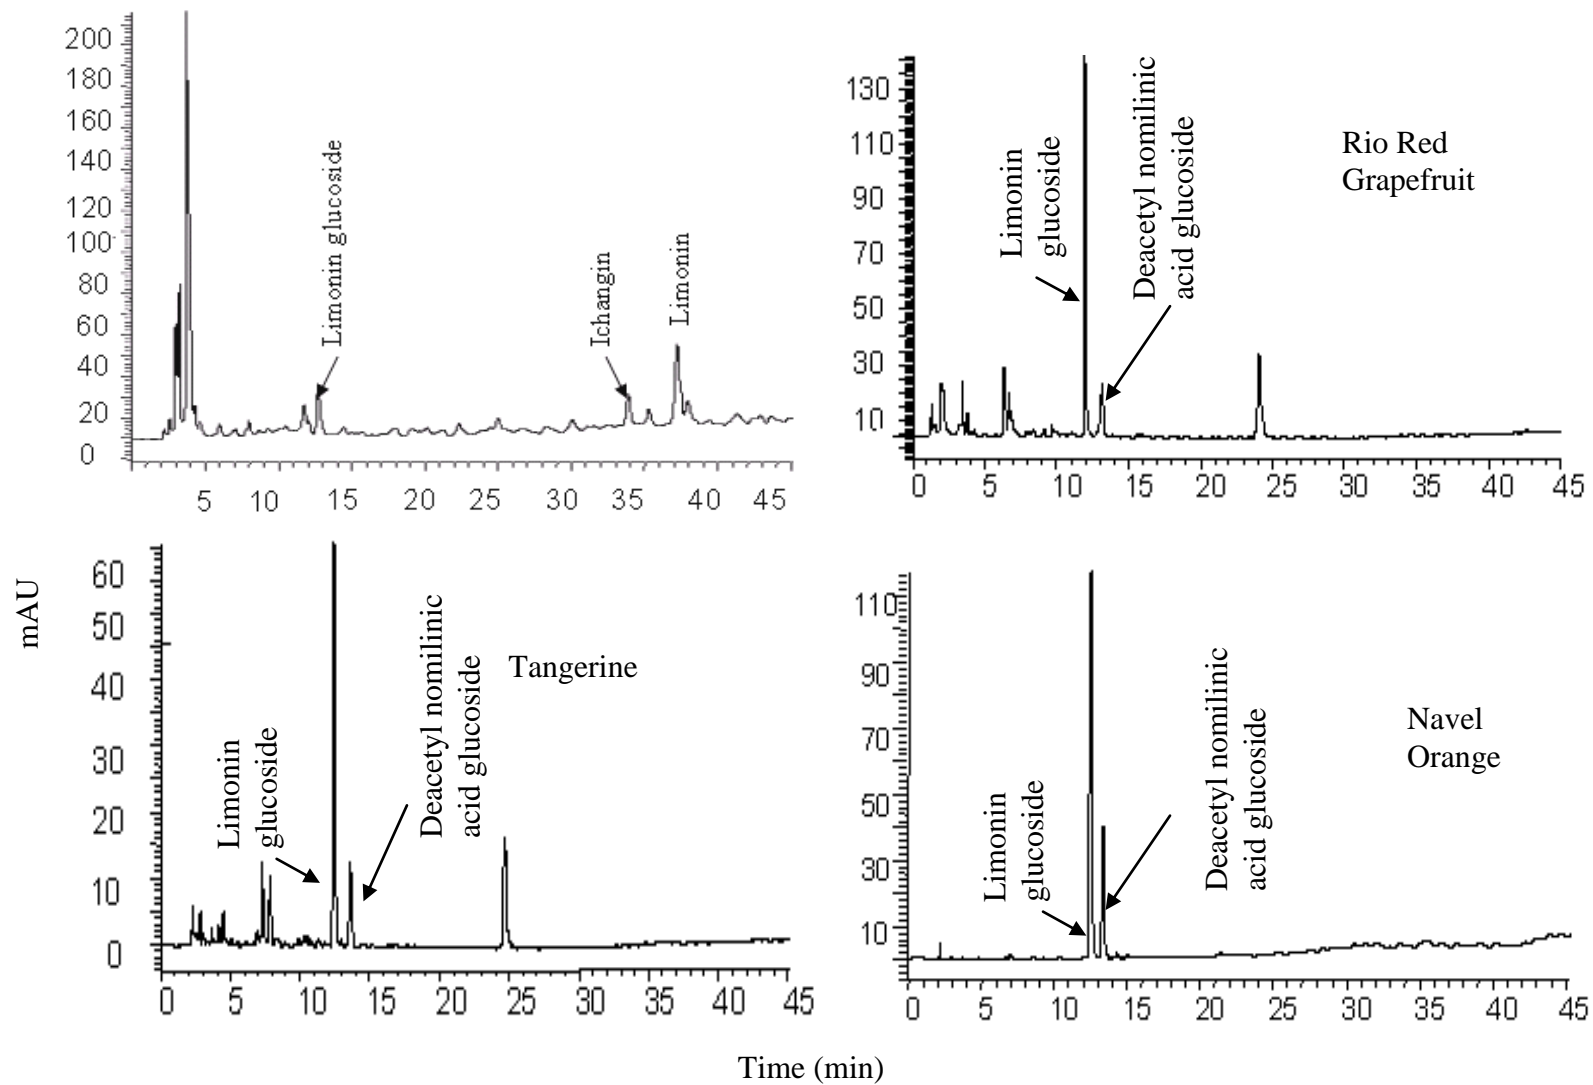 200
180
160
140
120
100
80
60
40
20
0
Limonin glucoside
Ichangin
Limonin
5 10 15 20 25 30 35 40 45
130
110
90
70
50
30
10
Limonin
glucoside
Deacetyl nomilinic
acid glucoside
Rio Red
Grapefruit
0 5 10 15 20 25 30 35 40 45
mAU
60
50
40
30
20
10
0
Limonin
glucoside
Deacetyl nomilinic
acid glucoside
Tangerine
0 5 10 15 20 25 30 35 40 45
110
90
70
50
30
10
Limonin
glucoside
Deacetyl nomilinic
acid glucoside
Navel
Orange
0 5 10 15 20 25 30 35 40 45
Time (min)